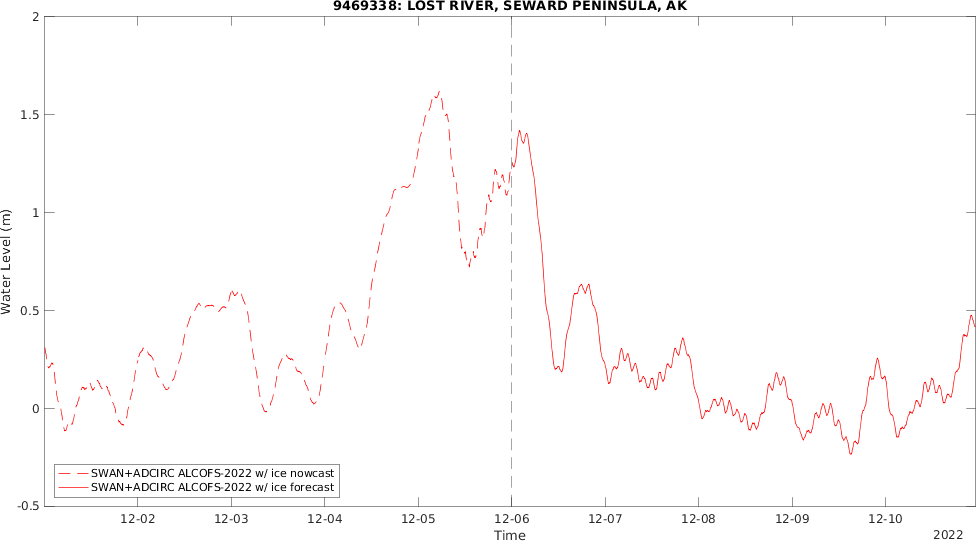 9469338: LOST RIVER, SEWARD PENINSULA, AK
2
1.5
1
0.5
0
-0.5
Water Level (m)
SWAN+ADCIRC ALCOFS-2022 w/ ice nowcast
SWAN+ADCIRC ALCOFS-2022 w/ ice forecast
12-02 12-03 12-04 12-05 12-06 12-07 12-08 12-09 12-10
Time
2022